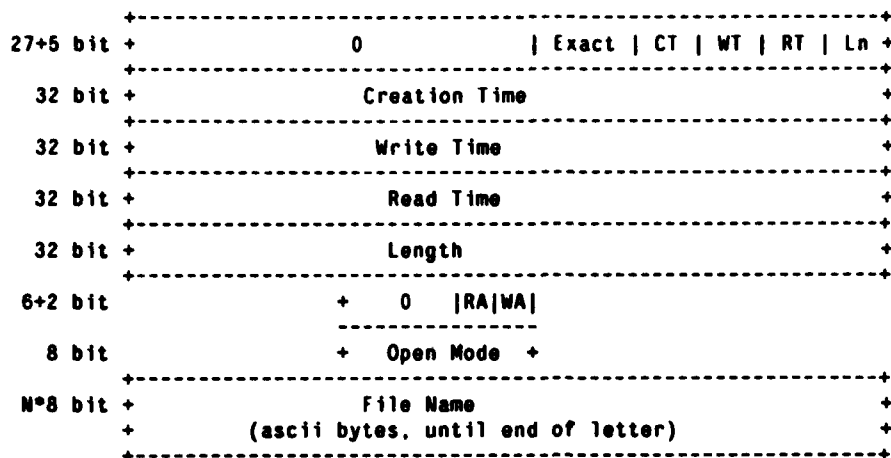 +-----------------------------------------------------+
27+5 bit + 0 | Exact | CT | WT | RT | Ln +
+-----------------------------------------------------+
32 bit + Creation Time +
+-----------------------------------------------------+
32 bit + Write Time +
+-----------------------------------------------------+
32 bit + Read Time +
+-----------------------------------------------------+
32 bit + Length +
+-----------------------------------------------------+
6+2 bit + 0 |RA|WA|
--------------
8 bit + Open Mode +
+-----------------------------------------------------+
N*8 bit + File Name +
+ (ascii bytes, until end of letter) +
+-----------------------------------------------------+